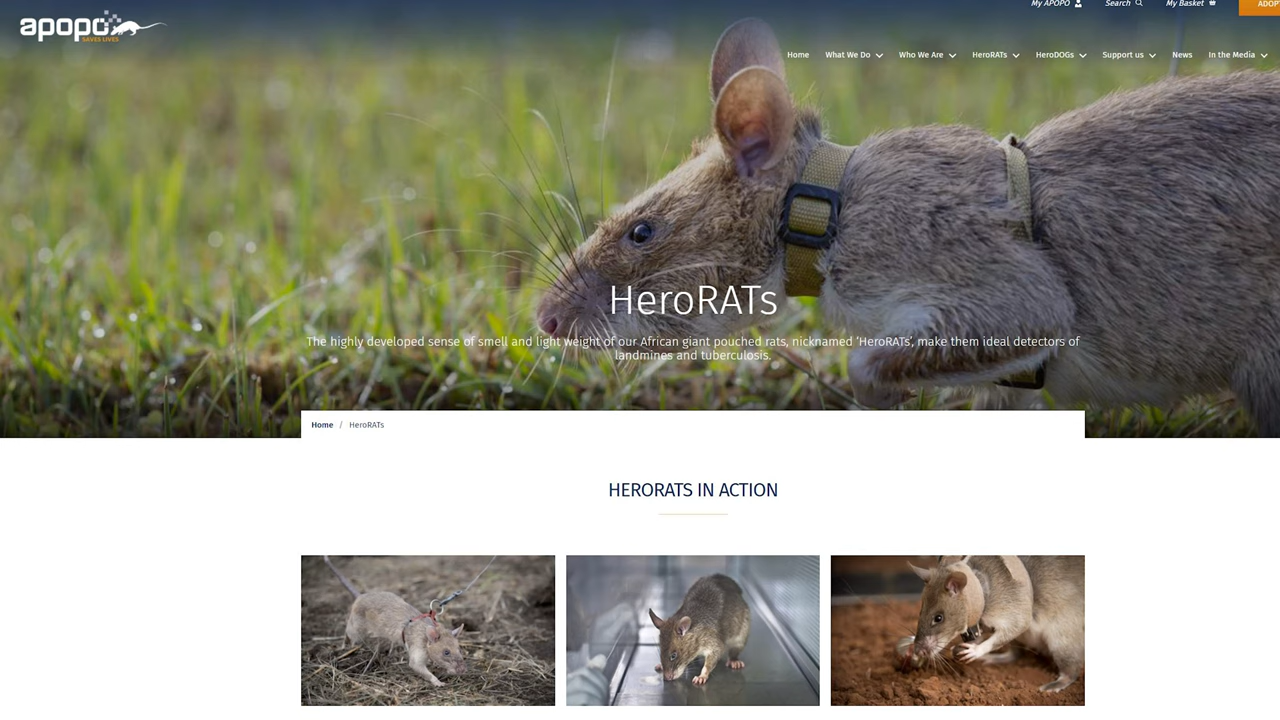 My APOPO
Search
My Basket
ADOP
apopo
SAVES LIVES
Home What We Do Who We Are HeroRATs HeroDOGs Support us News In the Media
HeroRATs
The highly developed sense of smell and light weight of our African giant pouched rats, nicknamed 'HeroRATs', make them ideal detectors of
landmines and tuberculosis.
Home / HeroRATs
HERORATS IN ACTION